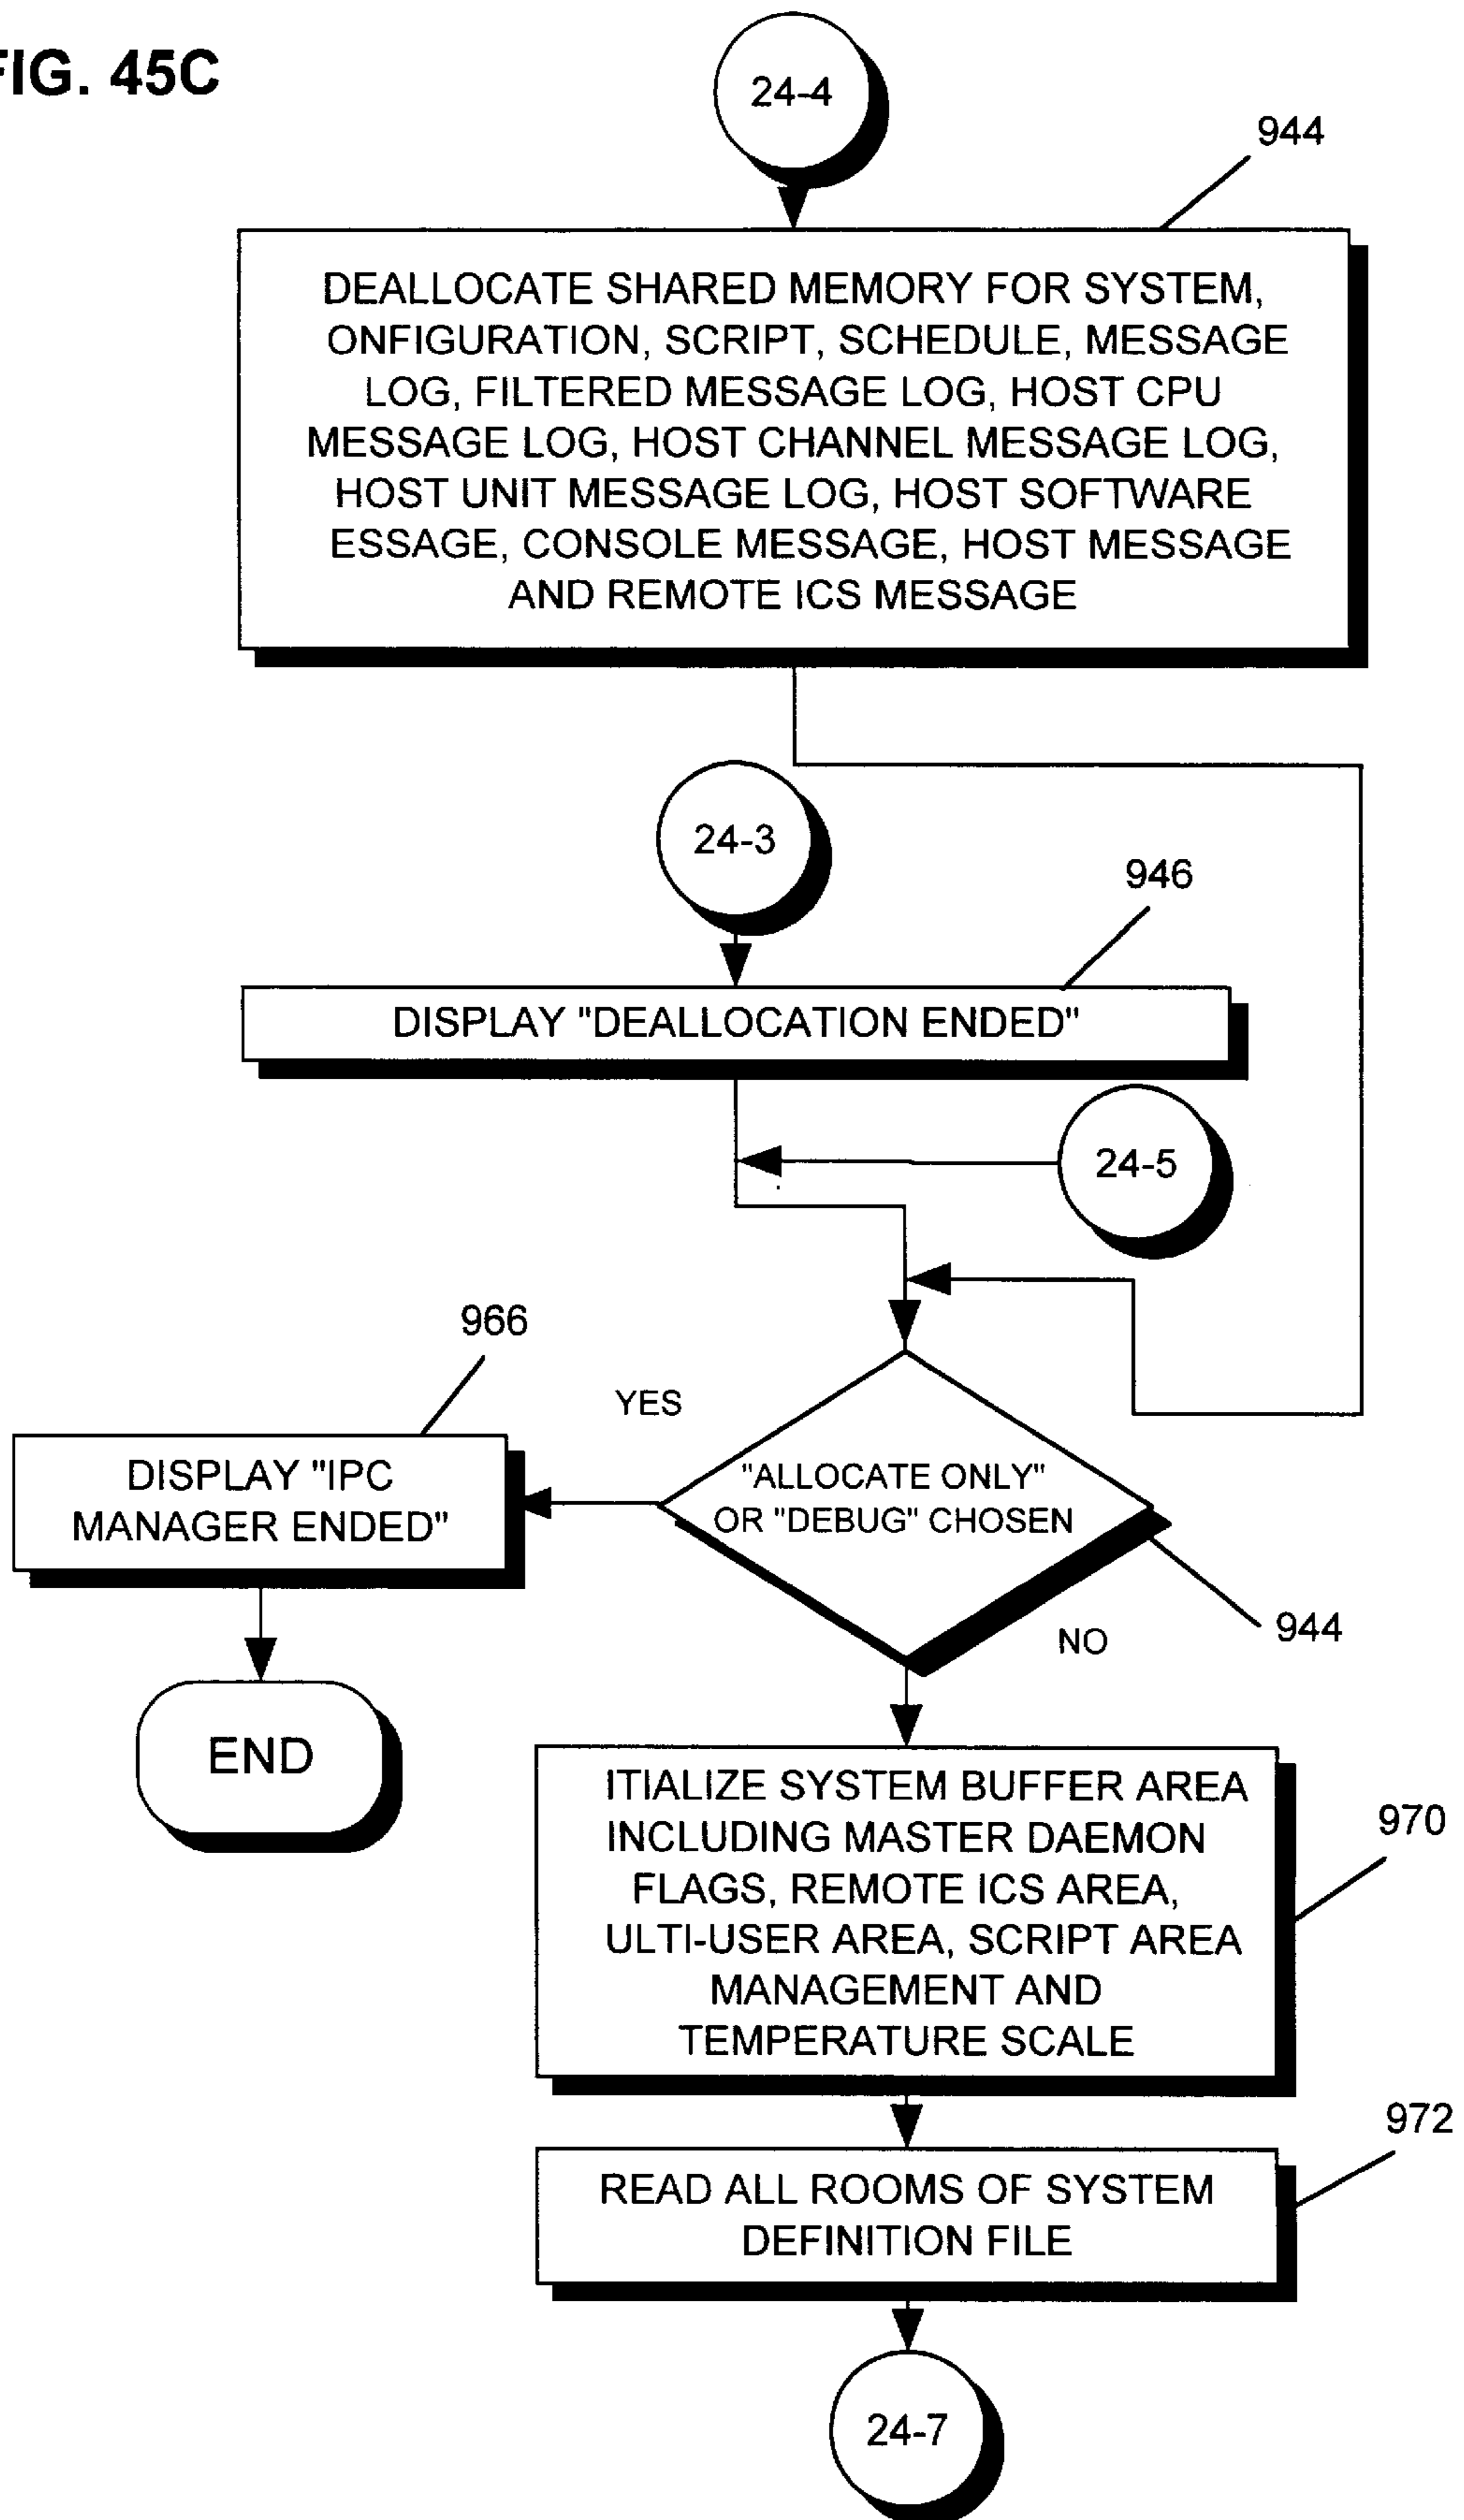 FIG. 45C
24-4
944
DEALLOCATE SHARED MEMORY FOR SYSTEM,
ONFIGURATION, SCRIPT, SCHEDULE, MESSAGE
LOG, FILTERED MESSAGE LOG, HOST CPU
MESSAGE LOG, HOST CHANNEL MESSAGE LOG,
HOST UNIT MESSAGE LOG, HOST SOFTWARE
ESSAGE, CONSOLE MESSAGE, HOST MESSAGE
AND REMOTE ICS MESSAGE
24-3
946
DISPLAY "DEALLOCATION ENDED"
24-5
966
YES
DISPLAY "IPC
MANAGER ENDED"
"ALLOCATE ONLY"
OR "DEBUG" CHOSEN
944
NO
END
ITIALIZE SYSTEM BUFFER AREA
INCLUDING MASTER DAEMON
FLAGS, REMOTE ICS AREA,
ULTI-USER AREA, SCRIPT AREA
MANAGEMENT AND
TEMPERATURE SCALE
970
972
READ ALL ROOMS OF SYSTEM
DEFINITION FILE
24-7